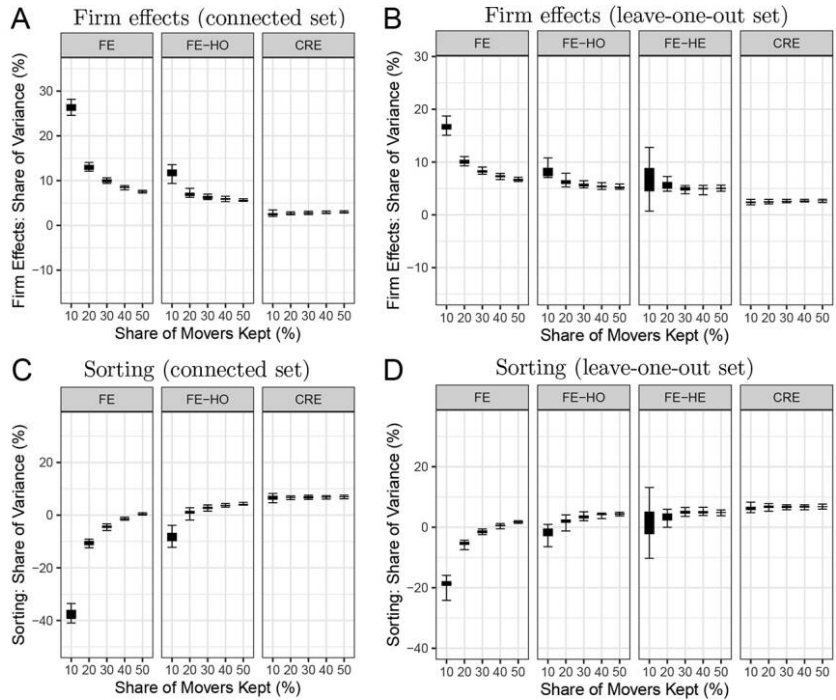 A
Firm effects (connected set)
FE
FE−HO
CRE
Firm Effects: Share of Variance (%)
30
20
10
0
−10
10 20 30 40 50 10 20 30 40 50 10 20 30 40 50
Share of Movers Kept (%)
B
Firm effects (leave-one-out set)
FE
FE−HO
FE−HE
CRE
Firm Effects: Share of Variance (%)
30
20
10
0
−10
10 20 30 40 50 10 20 30 40 50 10 20 30 40 50 10 20 30 40 50
Share of Movers Kept (%)
C
Sorting (connected set)
FE
FE−HO
CRE
Sorting: Share of Variance (%)
20
0
−20
−40
10 20 30 40 50 10 20 30 40 50 10 20 30 40 50
Share of Movers Kept (%)
D
Sorting (leave-one-out set)
FE
FE−HO
FE−HE
CRE
Sorting: Share of Variance (%)
20
0
−20
−40
10 20 30 40 50 10 20 30 40 50 10 20 30 40 50 10 20 30 40 50
Share of Movers Kept (%)